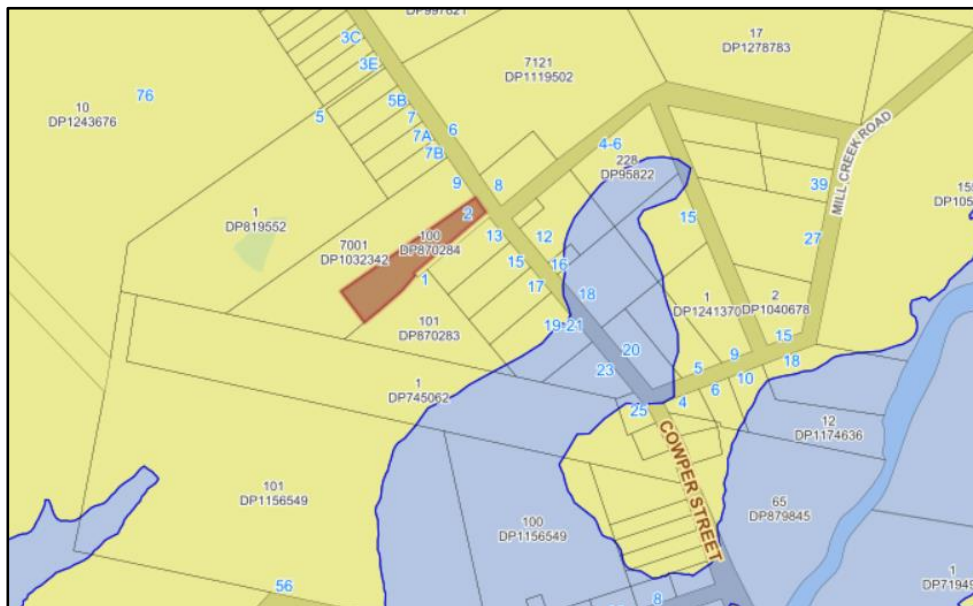 DP997621
3C
3E
17
DP1278783
7121
DP1119502
76
10
DP1243676
5
5B
7
7A
7B
6
4-6
228
DP95822
MILL CREEK ROAD
39
9
8
2
15
1
DP819552
7001
DP1032342
100
DP870284
13
12
27
15
16
1
17
18
1
DP1241370
2
DP1040678
101
DP870283
19-21
20
15
9
18
23
5
10
6
1
DP745062
25
4
COWPER STREET
12
DP1174636
101
DP1156549
100
DP1156549
65
DP879845
56
8
1